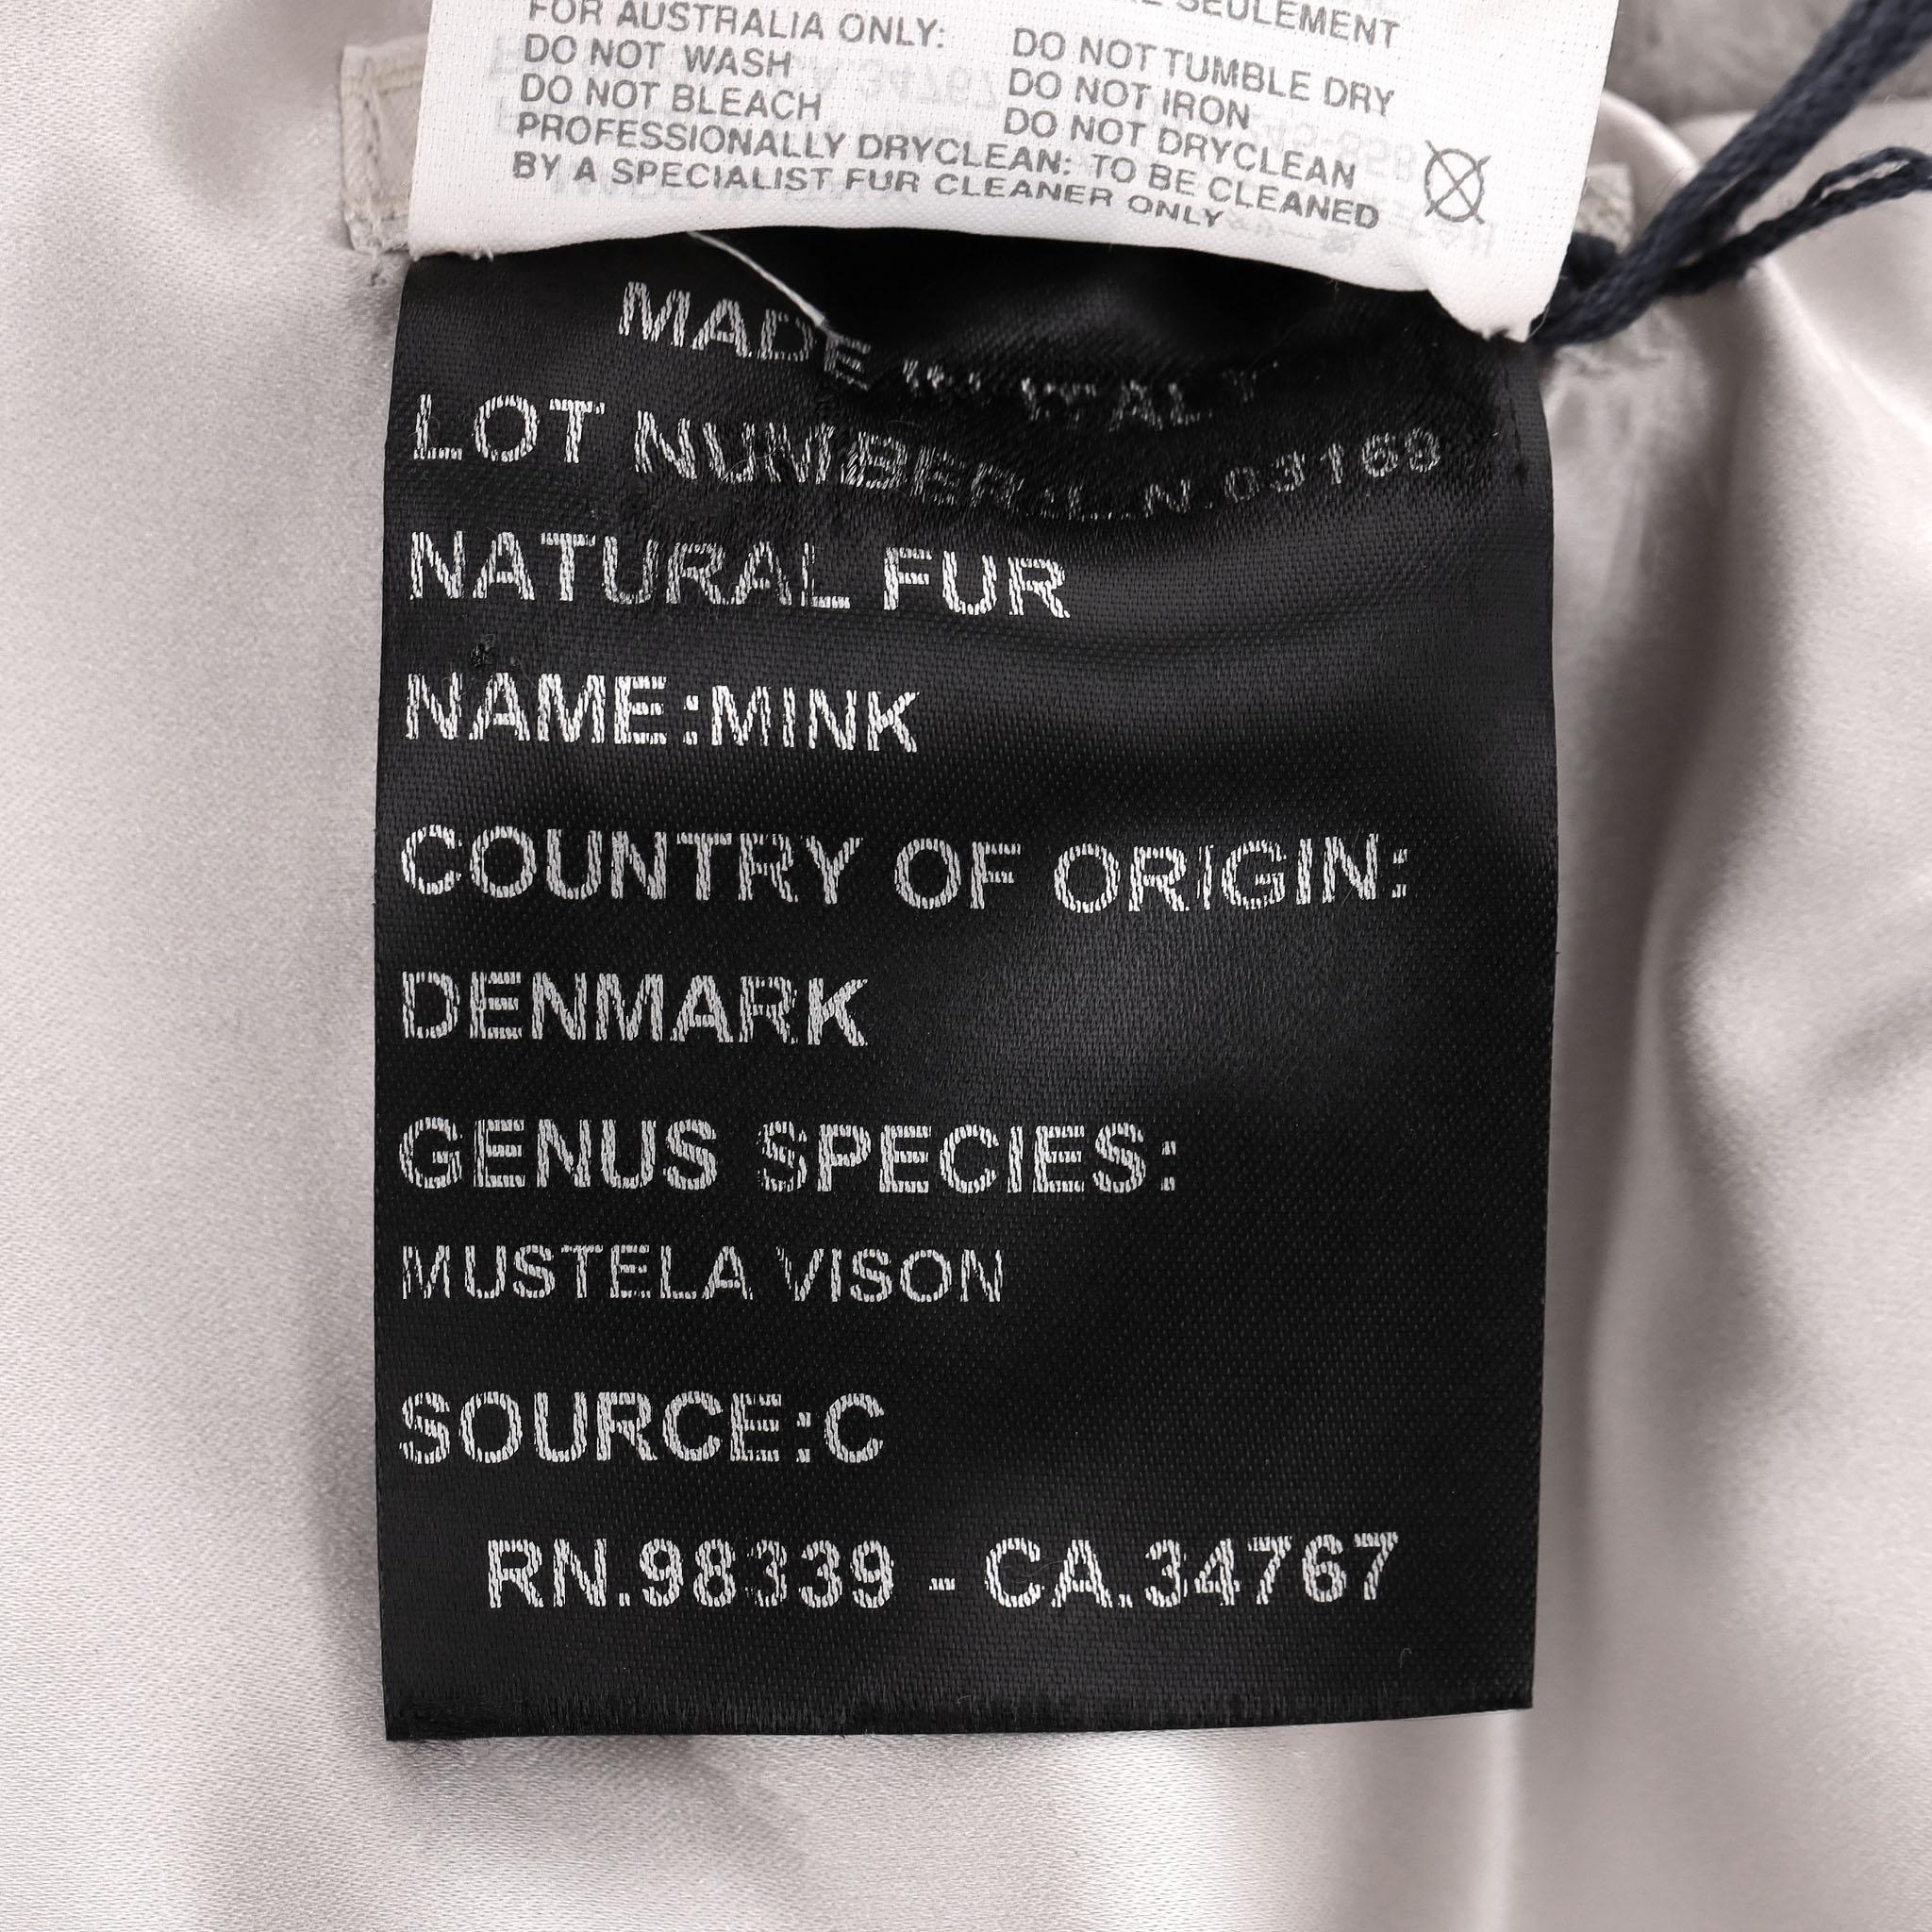 SEULEMENT
FOR AUSTRALIA ONLY:
DO NOT WASH
DO NOT BLEACH
DO NOT TUMBLE DRY
DO NOT IRON
DO NOT DRYCLEAN
PROFESSIONALLY DRYCLEAN: TO BE CLEANED
BY A SPECIALIST FUR CLEANER ONLY
MADE IN ITALY
LOT NUMBER: L.N.03169
NATURAL FUR
NAME:MINK
COUNTRY OF ORIGIN:
DENMARK
GENUS SPECIES:
MUSTELA VISON
SOURCE:C
RN.98339 - CA.34767